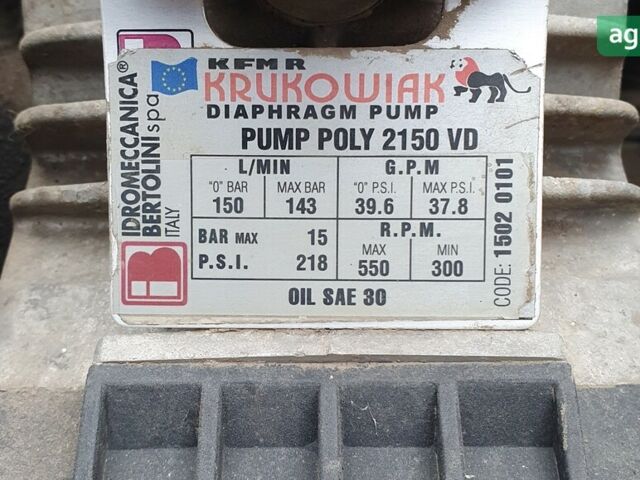 ag
KFMR
KRUKOWIAK
DIAPHRAGM PUMP
PUMP POLY 2150 VD
IDROMECCANICA®
BERTOLINI spa
ITALY
B
L/MIN G.P.M
"0" BAR MAX BAR "0" P.S.I. MAX P.S.I.
150 143 39.6 37.8
BAR MAX 15 R.P.M.
P.S.I. 218 MAX MIN
550 300
OIL SAE 30
CODE: 1502 0101